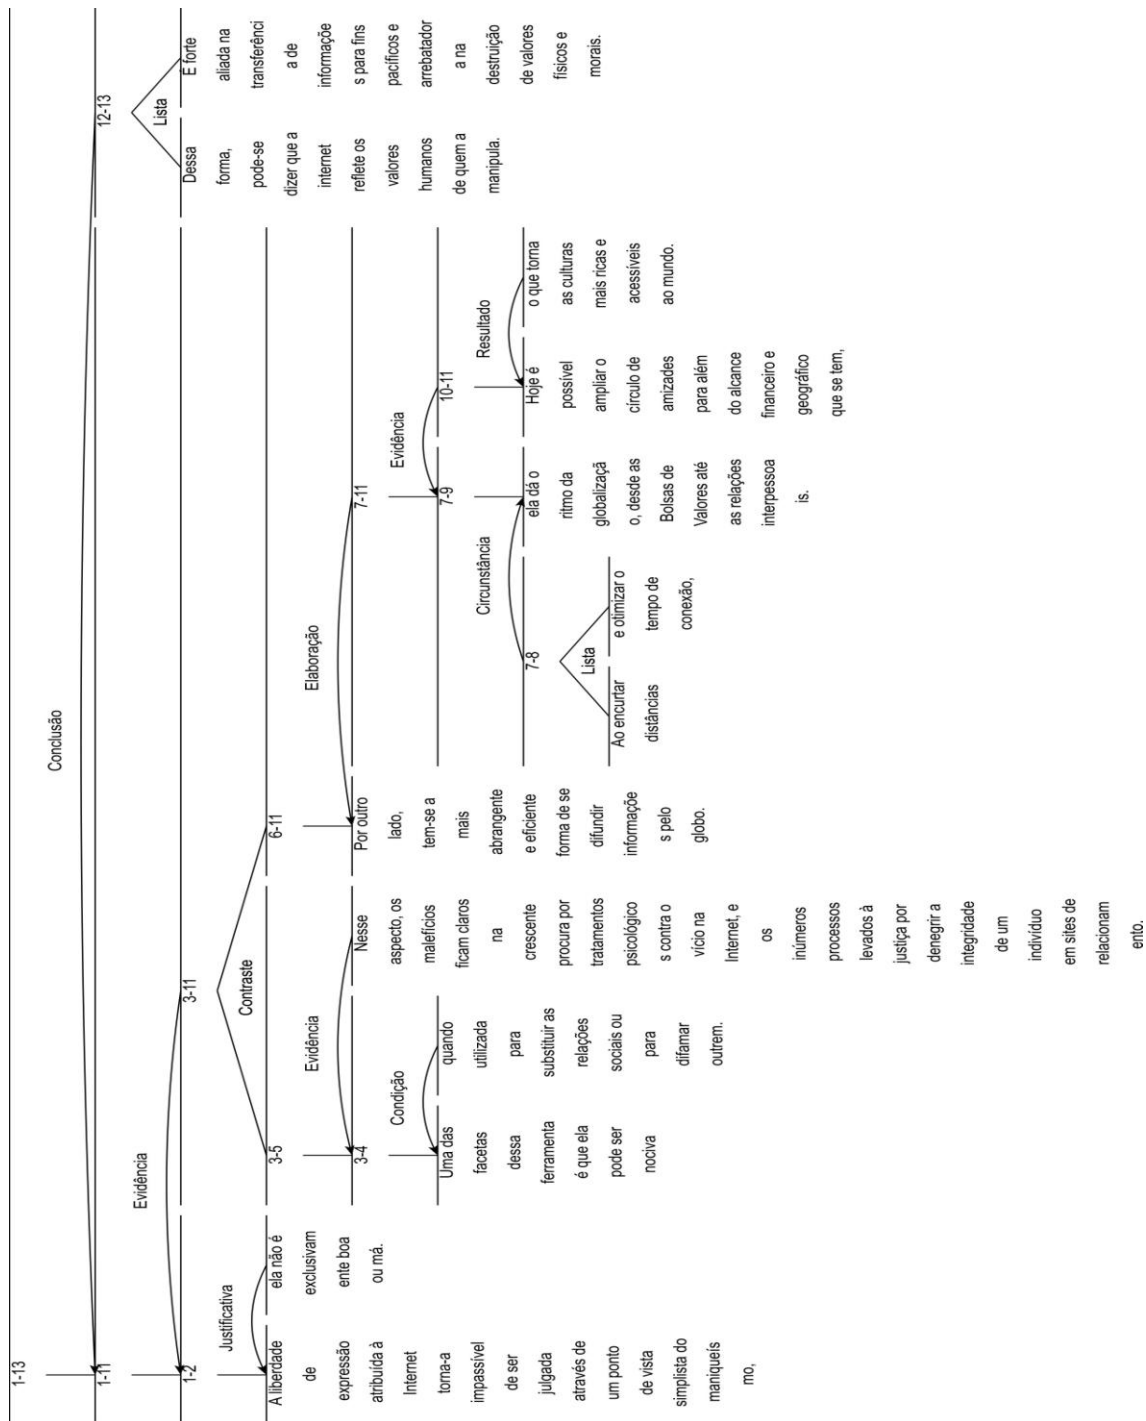 1-13
Conclusão
1-11
12-13
Evidência
Lista
1-2
3-11
Dessa
forma,
pode-se
dizer que a
internet
reflete os
valores
humanos
de quem a
manipula.
É forte
aliada na
transferênci
a de
informaçõe
s para fins
pacíficos e
arrebatador
a na
destruição
de valores
físicos e
morais.
Justificativa
Contraste
A liberdade
de
expressão
atribuída à
Internet
torna-a
impassível
de ser
julgada
através de
um ponto
de vista
simplista do
maniqueís
mo,
ela não é
exclusivam
ente boa
ou má.
3-5
6-11
Evidência
Elaboração
3-4
Nesse
aspecto, os
malefícios
ficam claros
na
crescente
procura por
tratamentos
psicológico
s contra o
vício na
Internet, e
os
inúmeros
processos
levados à
justiça por
denegrir a
integridade
de um
indivíduo
em sites de
relacionam
ento.
Por outro
lado,
tem-se a
mais
abrangente
e eficiente
forma de se
difundir
informaçõe
s pelo
globo.
7-11
Condição
Evidência
Uma das
facetas
dessa
ferramenta
é que ela
pode ser
nociva
quando
utilizada
para
substituir as
relações
sociais ou
para
difamar
outrem.
7-9
10-11
Circunstância
Resultado
7-8
ela dá o
ritmo da
globalizaçã
o, desde as
Bolsas de
Valores até
as relações
interpessoa
is.
Hoje é
possível
ampliar o
círculo de
amizades
para além
do alcance
financeiro e
geográfico
que se tem,
o que torna
as culturas
mais ricas e
acessíveis
ao mundo.
Lista
Ao encurtar
distâncias
e otimizar o
tempo de
conexão,